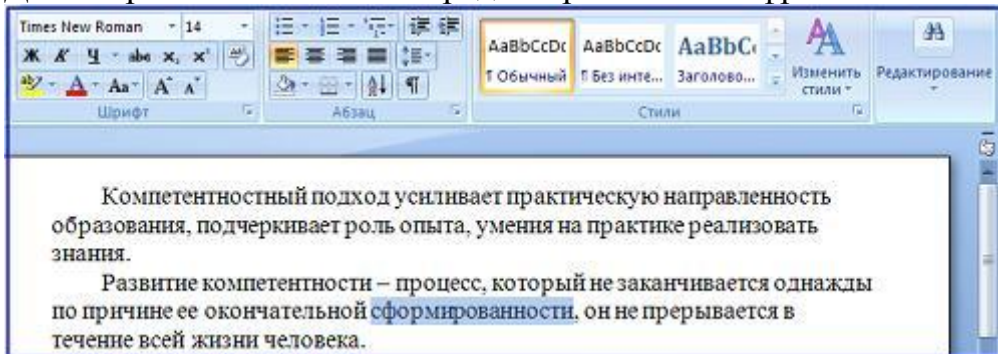 Times New Roman 14
Ж К Ч abe x, x²
Aa A A
AaBbCcDc AaBbCcDc AaBbCc
¶ Обычный ¶ Без инте... Заголово...
Изменить стили
Редактирование
Шрифт Абзац Стили
Компетентностный подход усиливает практическую направленность
образования, подчеркивает роль опыта, умения на практике реализовать
знания.
Развитие компетентности – процесс, который не заканчивается однажды
по причине ее окончательной сформированности, он не прерывается в
течение всей жизни человека.